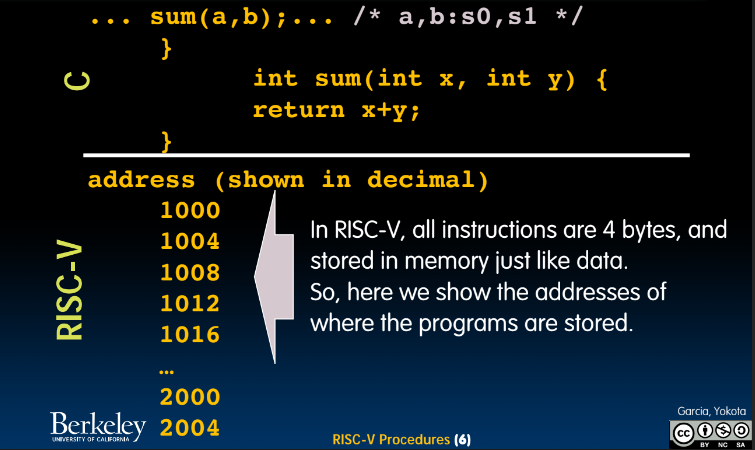 ... sum(a,b);... /* a,b:s0,s1 */
}
C
int sum(int x, int y) {
return x+y;
}
address (shown in decimal)
RISC-V
1000
1004
1008
1012
1016
…
2000
2004
In RISC-V, all instructions are 4 bytes, and
stored in memory just like data.
So, here we show the addresses of
where the programs are stored.
Berkeley
UNIVERSITY OF CALIFORNIA
RISC-V Procedures (6)
Garcia, Yokota
cc
BY NC SA